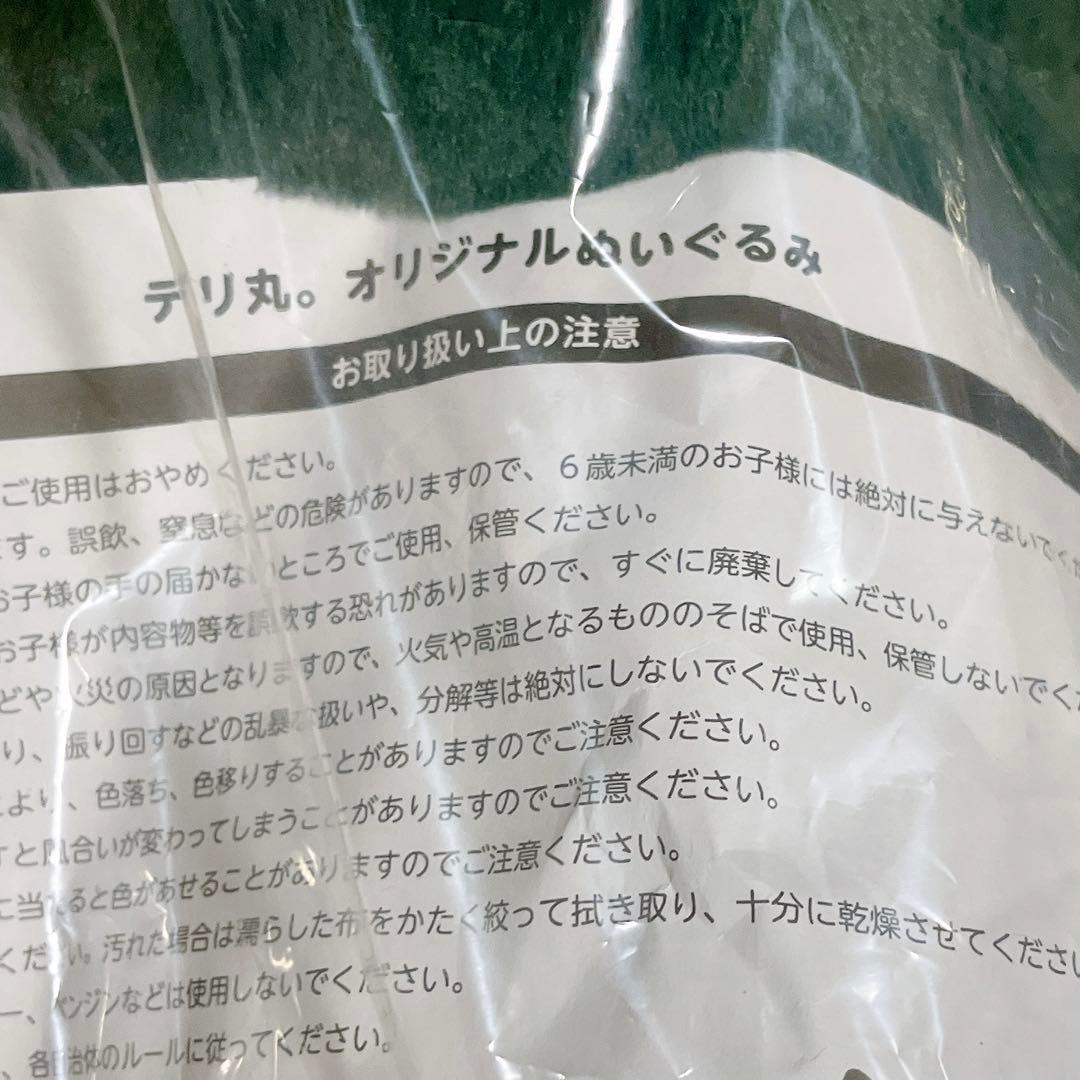 テリ丸。オリジナルぬいぐるみ
お取り扱い上の注意
ご使用はおやめください。
ます。誤飲、窒息などの危険がありますので、6歳未満のお子様には絶対に与えないでくだ
お子様の手の届かないところでご使用、保管ください。
お子様が内容物等を誤飲する恐れがありますので、すぐに廃棄してください。
どや火災の原因となりますので、火気や高温となるもののそばで使用、保管しないでくだ
り、振り回すなどの乱暴な扱いや、分解等は絶対にしないでください。
により、色落ち、色移りすることがありますのでご注意ください。
すと風合いが変わってしまうことがありますのでご注意ください。
に当てると色があせることがありますのでご注意ください。
ください。汚れた場合は濡らした布をかたく絞って拭き取り、十分に乾燥させてください
ー、ベンジンなどは使用しないでください。
、各自治体のルールに従ってください。